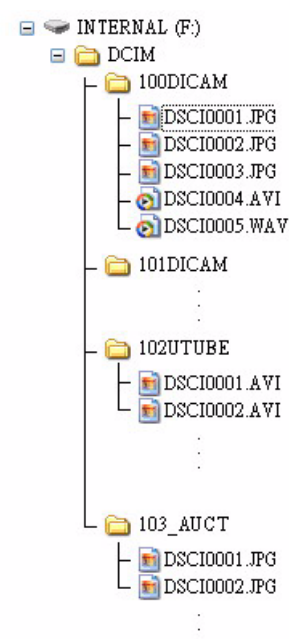 INTERNAL (F:)
DCIM
100DICAM
DSCI0001.JPG
DSCI0002.JPG
DSCI0003.JPG
DSCI0004.AVI
DSCI0005.WAV
101DICAM
102UTUBE
DSCI0001.AVI
DSCI0002.AVI
103_AUCT
DSCI0001.JPG
DSCI0002.JPG